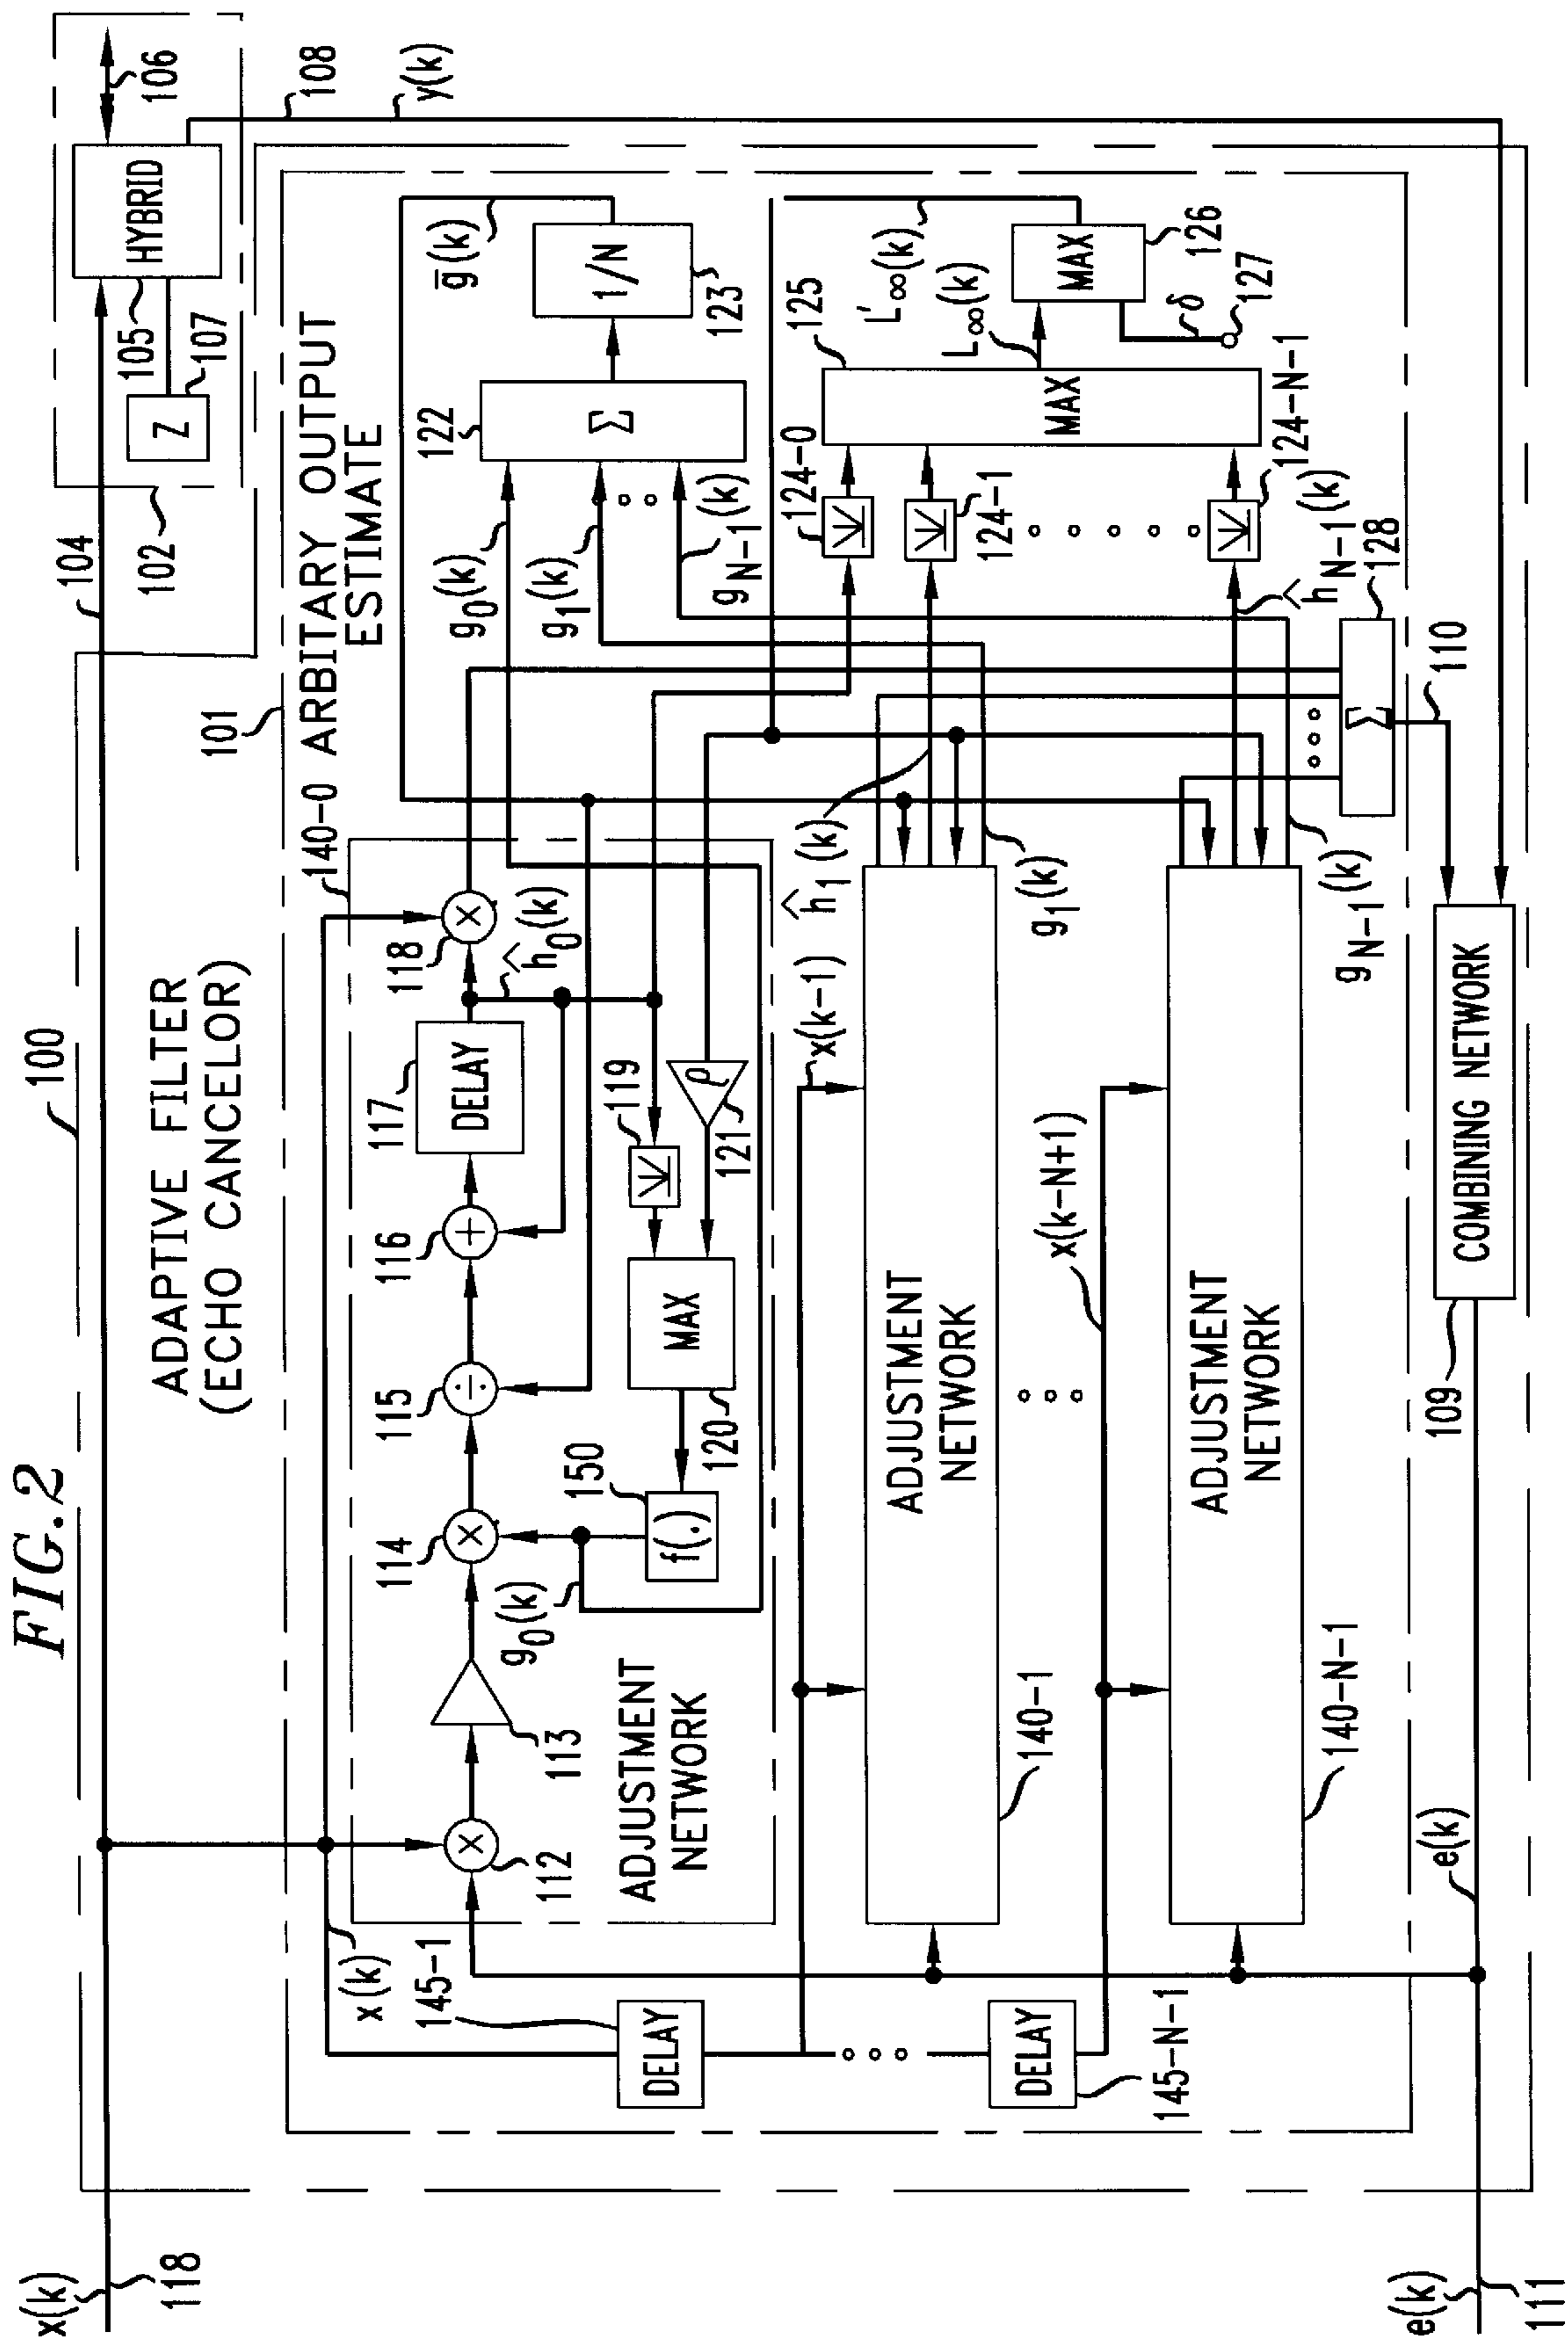 FIG.2
100
ADAPTIVE FILTER
(ECHO CANCELOR)
x(k)
118
104
102
HYBRID
105
Z
107
106
108
y(k)
101
140-0 ARBITARY OUTPUT
ESTIMATE
x(k)
145-1
DELAY
DELAY
145-N-1
112
×
113
114
×
115
÷
116
+
117
DELAY
118
×
ĥ0(k)
g0(k)
150
f(.)
120
MAX
119
ρ
121
ADJUSTMENT
NETWORK
g0(k)
g1(k)
gN-1(k)
122
Σ
1/N
123
g̅(k)
124-0
124-1
124-N-1
125
MAX
L∞(k)
L'∞(k)
MAX
126
δ
127
x(k-1)
ĥ1(k)
g1(k)
ADJUSTMENT
NETWORK
140-1
x(k-N+1)
ĥN-1(k)
gN-1(k)
ADJUSTMENT
NETWORK
140-N-1
128
Σ
110
COMBINING NETWORK
109
e(k)
e(k)
111